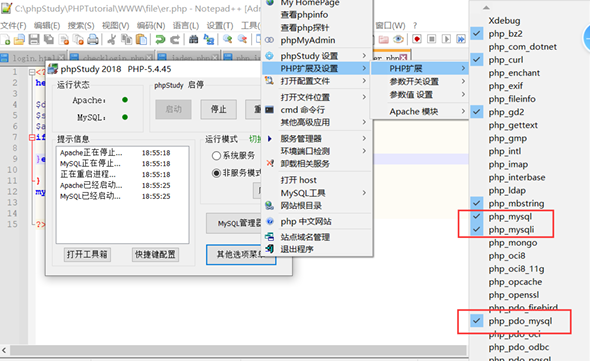 C:\phpStudy\PHPTutorial\WWW\file\er.php - Notepad++ [Adm
文件(F) 编辑(E) 搜索(S) 视图(V) 编码(N) 语言(L) 设置(T) 工具
phpStudy 2018 PHP-5.4.45
运行状态
Apache:
MySQL:
phpStudy 启停
启动
停止
提示信息
Apache正在停止... 18:55:18
MySQL正在停止... 18:55:18
正在重启进程... 18:55:18
Apache已经启动... 18:55:25
MySQL已经启动... 18:55:25
运行模式
系统服务
非服务模式
MySQL管理器
打开工具箱
快捷键配置
其他选项菜单
?>
My HomePage
查看phpinfo
查看php探针
phpMyAdmin
phpStudy 设置
PHP扩展及设置
打开配置文件
打开文件位置
cmd 命令行
其他高级应用
服务管理器
环境端口检测
卸载相关服务
打开 host
MySQL工具
网站根目录
php 中文网站
站点域名管理
退出程序
PHP扩展
参数开关设置
参数值 设置
Apache 模块
Xdebug
php_bz2
php_com_dotnet
php_curl
php_enchant
php_exif
php_fileinfo
php_gd2
php_gettext
php_gmp
php_intl
php_imap
php_interbase
php_ldap
php_mbstring
php_mysql
php_mysqli
php_mongo
php_oci8
php_oci8_11g
php_opcache
php_openssl
php_pdo_firebird
php_pdo_mysql
php_pdo_oci
php_pdo_odbc
php_pdo_pgsql